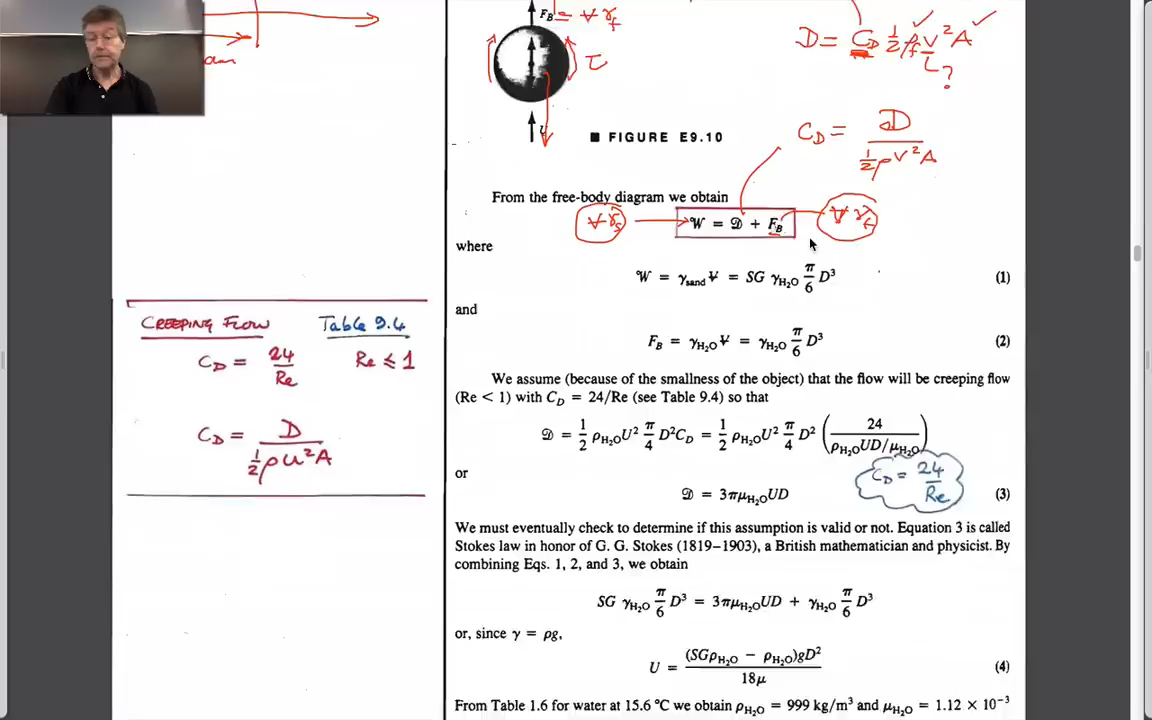 F_B = V γ_f
τ
D = C_D ½ ρ_f V² A
L ?
U
■ FIGURE E9.10
C_D = D / ½ ρ V² A
From the free-body diagram we obtain
V γ_s → W = D + F_B V γ_f
where
W = γ_sand V = SG γ_H₂O π/6 D³ (1)
and
F_B = γ_H₂O V = γ_H₂O π/6 D³ (2)
We assume (because of the smallness of the object) that the flow will be creeping flow
(Re < 1) with C_D = 24/Re (see Table 9.4) so that
D = 1/2 ρ_H₂O U² π/4 D² C_D = 1/2 ρ_H₂O U² π/4 D² (24 / ρ_H₂O UD/μ_H₂O)
or
C_D = 24/Re
D = 3πμ_H₂O UD (3)
We must eventually check to determine if this assumption is valid or not. Equation 3 is called
Stokes law in honor of G. G. Stokes (1819–1903), a British mathematician and physicist. By
combining Eqs. 1, 2, and 3, we obtain
SG γ_H₂O π/6 D³ = 3πμ_H₂O UD + γ_H₂O π/6 D³
or, since γ = ρg,
U = (SGρ_H₂O − ρ_H₂O)gD² / 18μ (4)
From Table 1.6 for water at 15.6 °C we obtain ρ_H₂O = 999 kg/m³ and μ_H₂O = 1.12 × 10⁻³
CREEPING FLOW Table 9.4
C_D = 24/Re Re ≤ 1
C_D = D / ½ ρ U² A